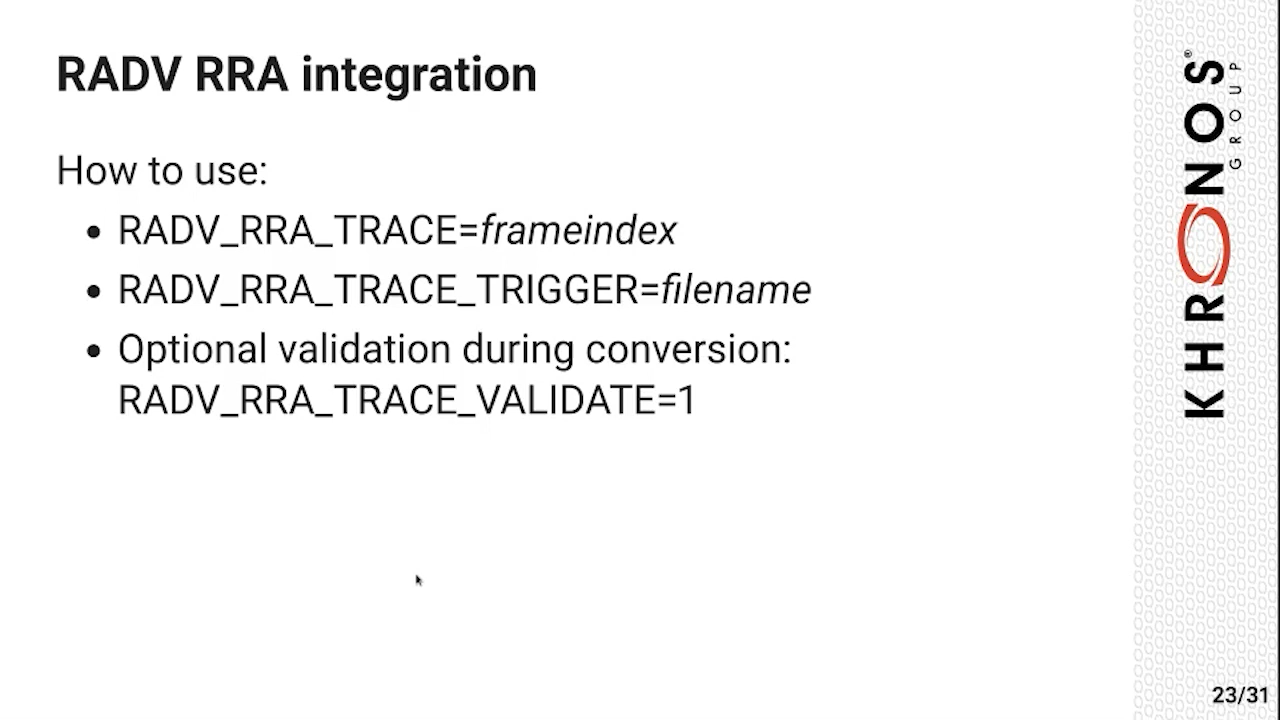 RADV RRA integration
How to use:
• RADV_RRA_TRACE=frameindex
• RADV_RRA_TRACE_TRIGGER=filename
• Optional validation during conversion:
RADV_RRA_TRACE_VALIDATE=1
KHRONOS®
GROUP
23/31